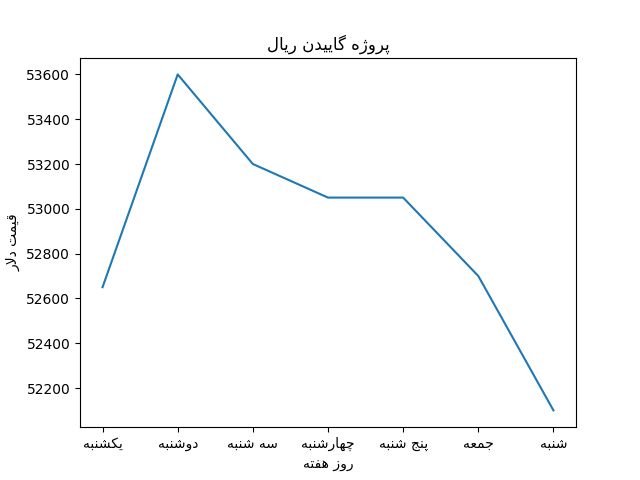 پروژه گاییدن ریال
53600
53400
53200
53000
52800
52600
52400
52200
قیمت دلار
یکشنبه دوشنبه سه شنبه چهارشنبه پنج شنبه جمعه شنبه
روز هفته